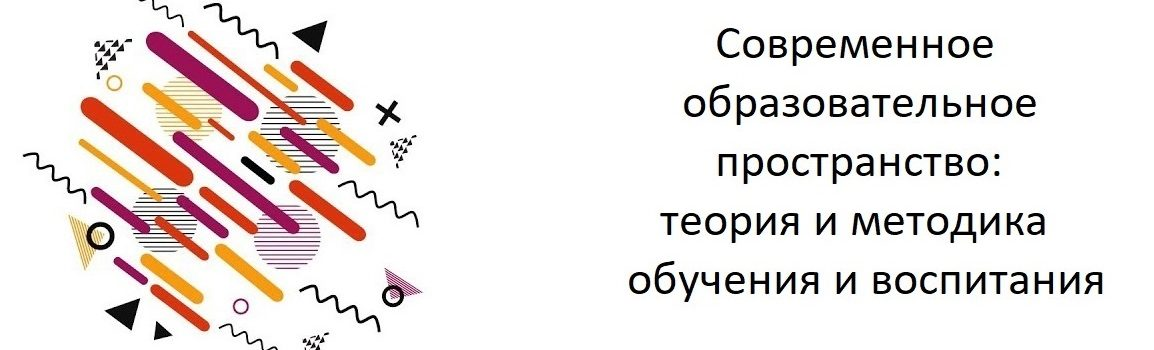 Современное
образовательное
пространство:
теория и методика
обучения и воспитания